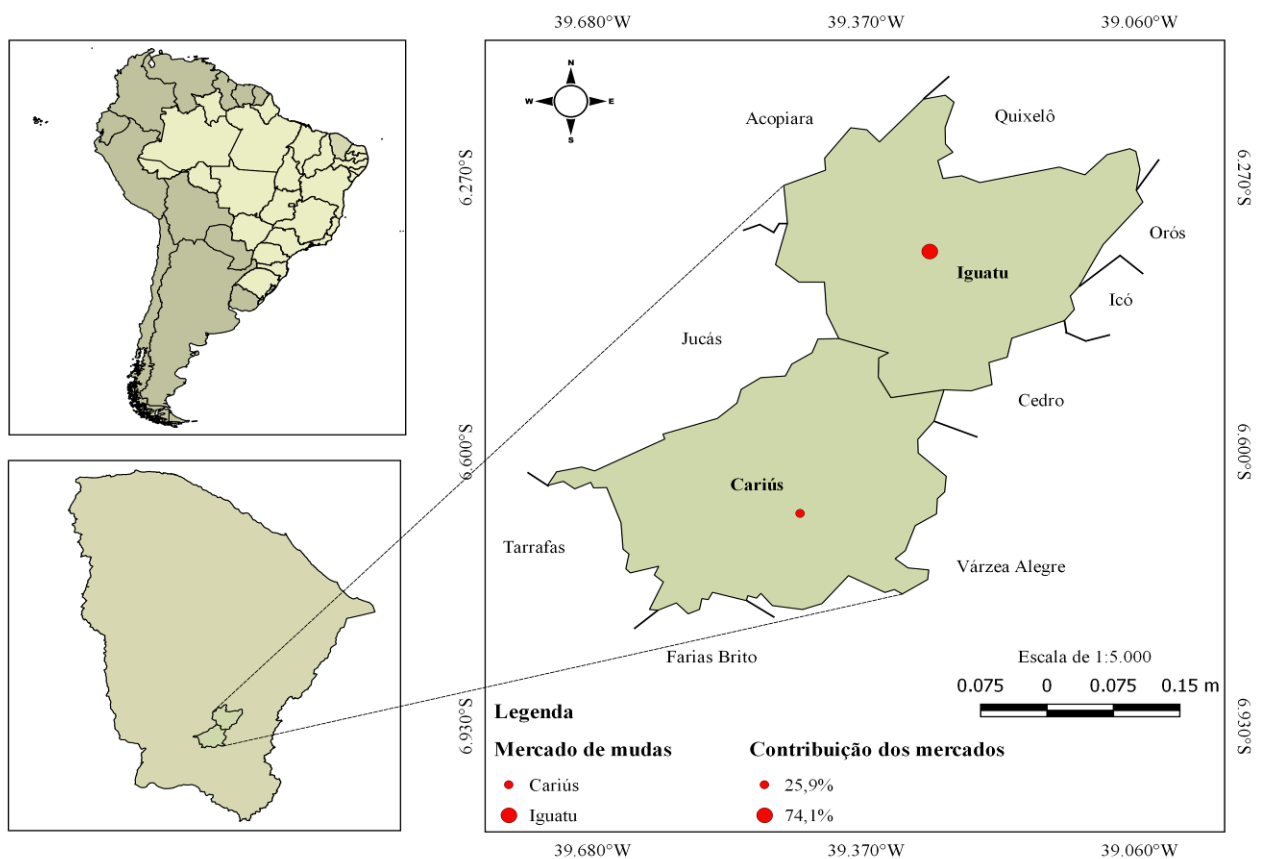 39.680°W 39.370°W 39.060°W
N
W E
S
Acopiara
Quixelô
6.270°S
6.270°S
Orós
Iguatu
Icó
Jucás
Cedro
6.600°S
6.600°S
Cariús
Tarrafas
Várzea Alegre
Farias Brito
Escala de 1:5.000
0.075 0 0.075 0.15 m
6.930°S
6.930°S
Legenda
Mercado de mudas Contribuição dos mercados
Cariús 25,9%
Iguatu 74,1%
39.680°W 39.370°W 39.060°W